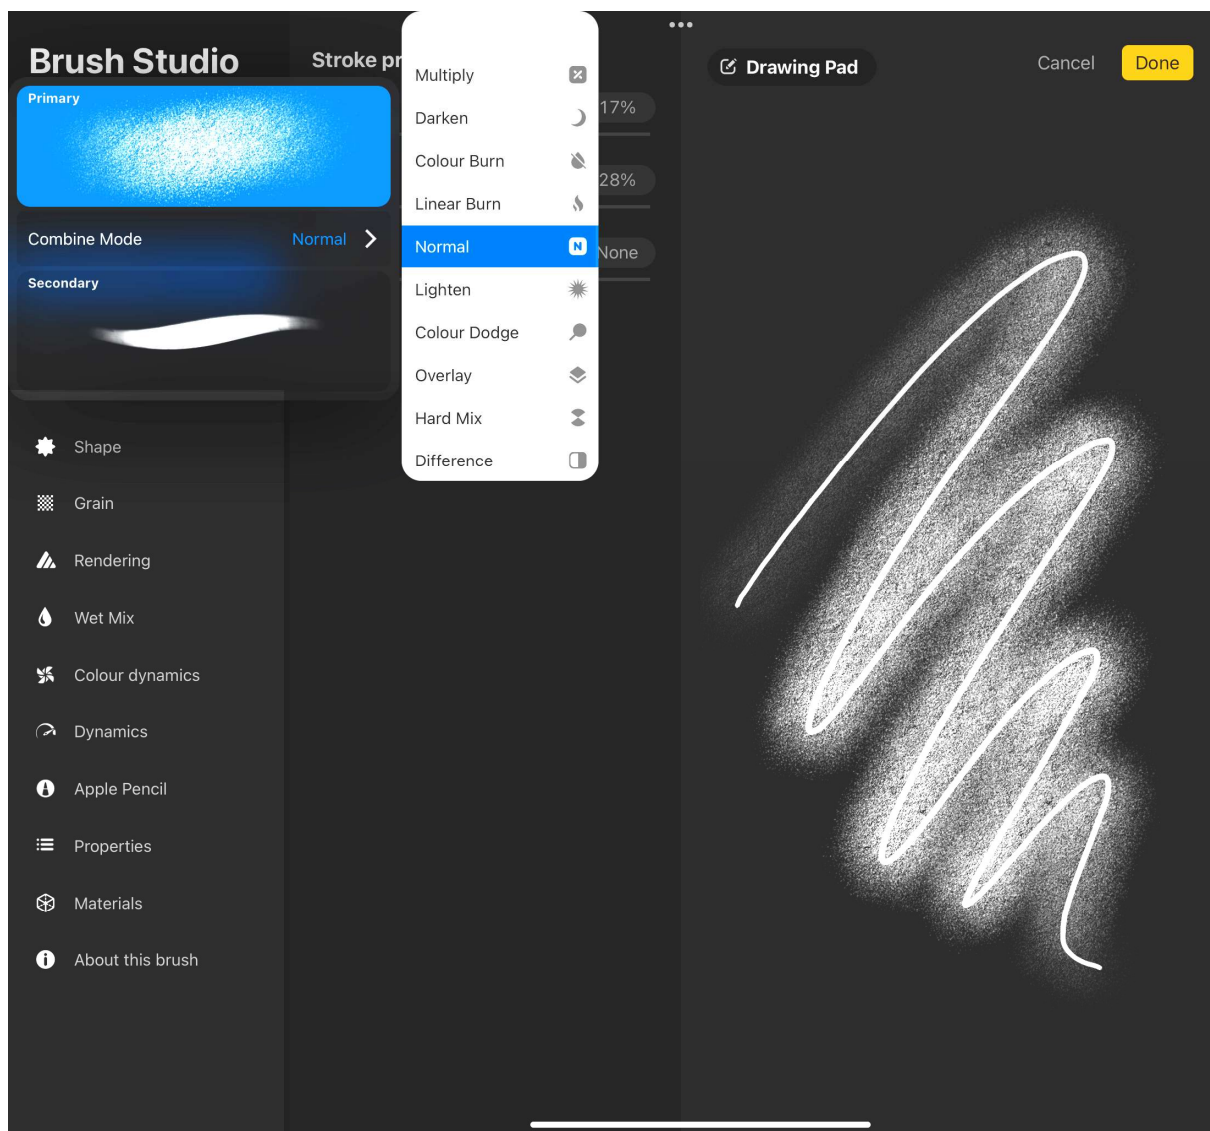 Brush Studio
Primary
Combine Mode Normal
Secondary
Shape
Grain
Rendering
Wet Mix
Colour dynamics
Dynamics
Apple Pencil
Properties
Materials
About this brush
Stroke pr
17%
28%
None
Multiply
Darken
Colour Burn
Linear Burn
Normal N
Lighten
Colour Dodge
Overlay
Hard Mix
Difference
Drawing Pad
Cancel
Done